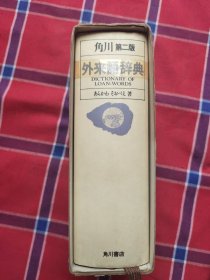 角川 第二版
外来語辞典
DICTIONARY OF
LOAN-WORDS
あらかわ そおべえ 著
角川書店